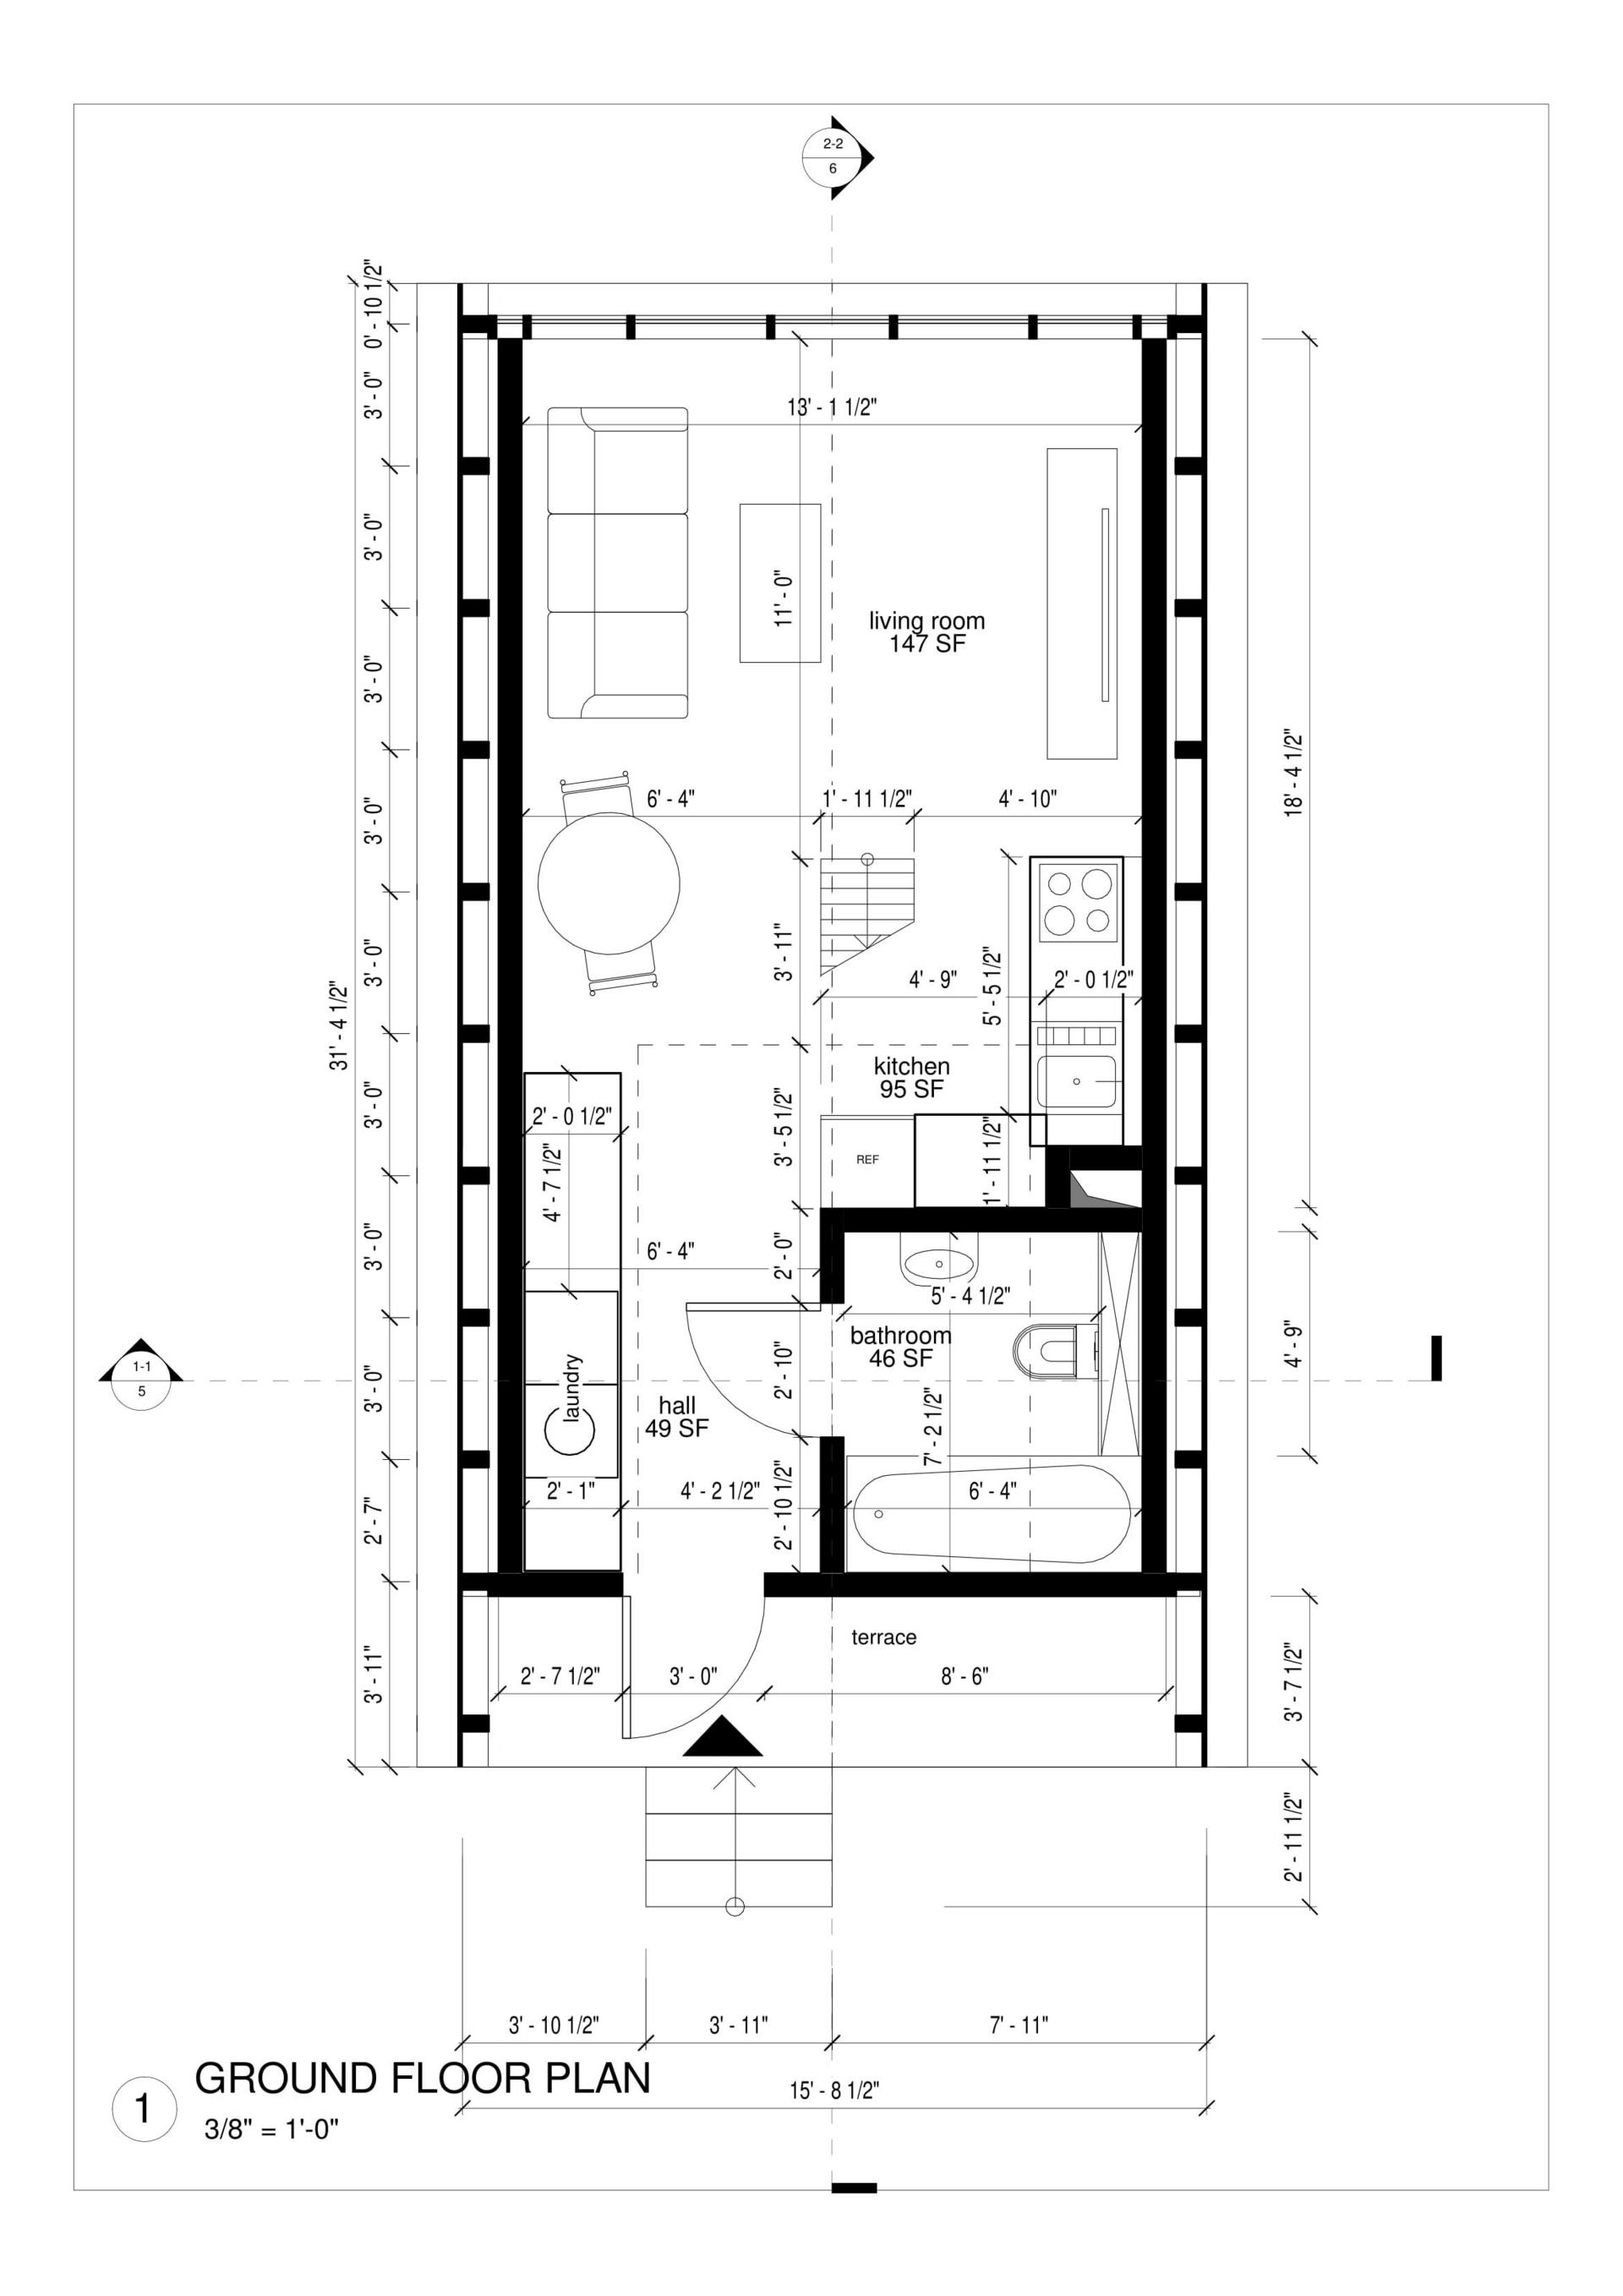 2-2
6
0' - 10 1/2"
3' - 0"
13' - 1 1/2"
3' - 0"
11' - 0"
living room
147 SF
3' - 0"
18' - 4 1/2"
6' - 4"
1' - 11 1/2"
4' - 10"
3' - 0"
3' - 11"
3' - 0"
4' - 9"
5' - 5 1/2"
2' - 0 1/2"
31' - 4 1/2"
kitchen
95 SF
3' - 0"
2' - 0 1/2"
3' - 5 1/2"
4' - 7 1/2"
REF
1' - 11 1/2"
3' - 0"
6' - 4"
2' - 0"
5' - 4 1/2"
bathroom
46 SF
4' - 9"
1-1
5
laundry
2' - 10"
3' - 0"
hall
49 SF
7' - 2 1/2"
2' - 1"
4' - 2 1/2"
2' - 10 1/2"
6' - 4"
2' - 7"
terrace
3' - 11"
2' - 7 1/2"
3' - 0"
8' - 6"
3' - 7 1/2"
2' - 11 1/2"
3' - 10 1/2"
3' - 11"
7' - 11"
15' - 8 1/2"
1
GROUND FLOOR PLAN
3/8" = 1'-0"